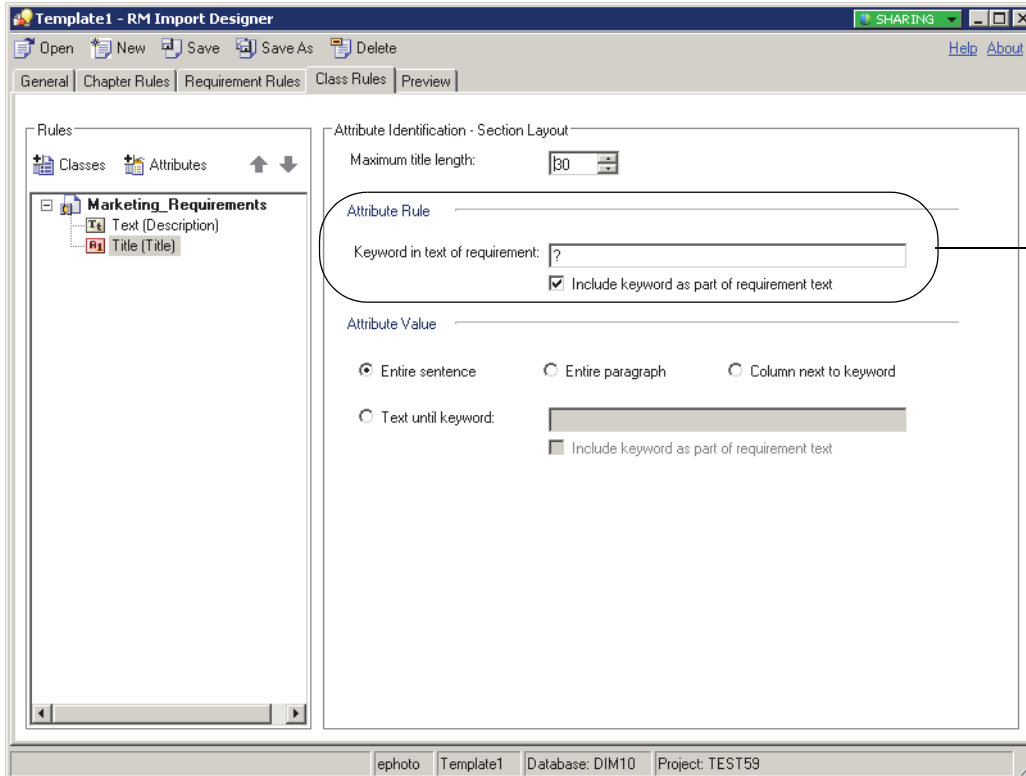 Template1 - RM Import Designer
SHARING
Open New Save Save As Delete
Help About
General Chapter Rules Requirement Rules Class Rules Preview
Rules
Classes Attributes
Marketing_Requirements
Text (Description)
Title (Title)
Attribute Identification - Section Layout
Maximum title length: 30
Attribute Rule
Keyword in text of requirement: ?
Include keyword as part of requirement text
Attribute Value
Entire sentence Entire paragraph Column next to keyword
Text until keyword:
Include keyword as part of requirement text
ephoto Template1 Database: DIM10 Project: TEST59